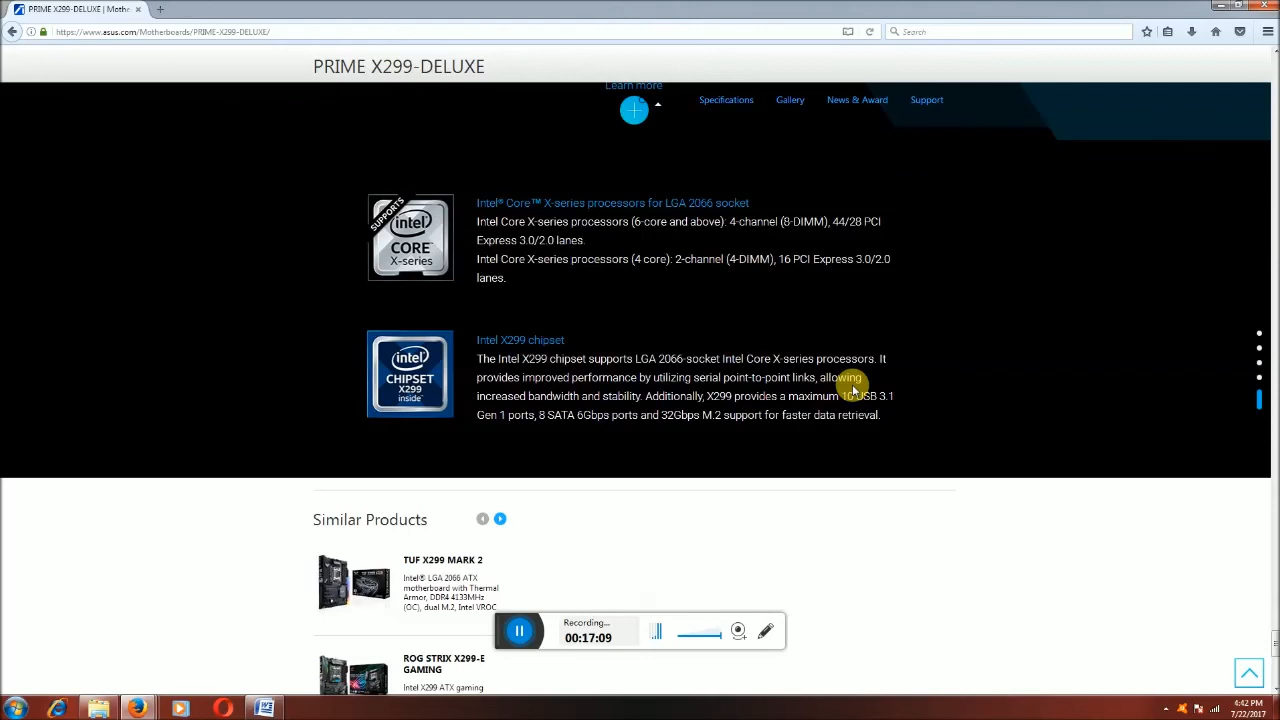 PRIME X299-DELUXE | Mothe
https://www.asus.com/Motherboards/PRIME-X299-DELUXE/
Search
PRIME X299-DELUXE
Learn more
Specifications
Gallery
News & Award
Support
SUPPORTS
intel
CORE
X-series
Intel® Core™ X-series processors for LGA 2066 socket
Intel Core X-series processors (6-core and above): 4-channel (8-DIMM), 44/28 PCI
Express 3.0/2.0 lanes.
Intel Core X-series processors (4 core): 2-channel (4-DIMM), 16 PCI Express 3.0/2.0
lanes.
intel
CHIPSET
X299
inside™
Intel X299 chipset
The Intel X299 chipset supports LGA 2066-socket Intel Core X-series processors. It
provides improved performance by utilizing serial point-to-point links, allowing
increased bandwidth and stability. Additionally, X299 provides a maximum 10 USB 3.1
Gen 1 ports, 8 SATA 6Gbps ports and 32Gbps M.2 support for faster data retrieval.
Similar Products
TUF X299 MARK 2
Intel® LGA 2066 ATX
motherboard with Thermal
Armor, DDR4 4133MHz
(OC), dual M.2, Intel VROC,
Recording...
00:17:09
ROG STRIX X299-E
GAMING
Intel X299 ATX gaming
4:42 PM
7/22/2017